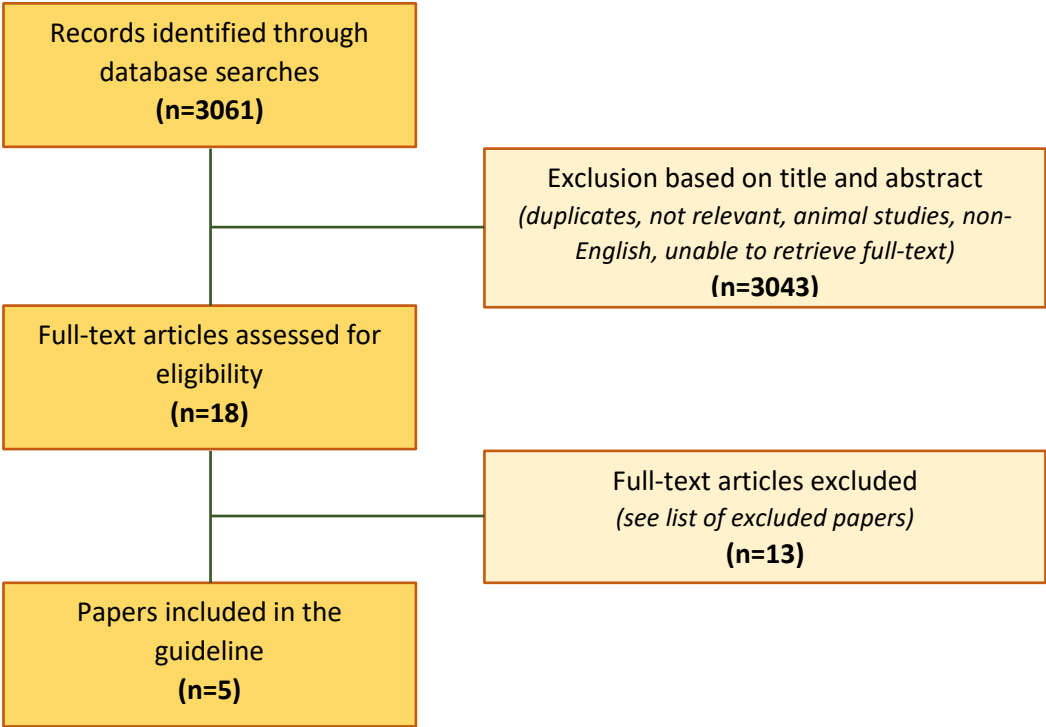 Records identified through
database searches
(n=3061)
Exclusion based on title and abstract
(duplicates, not relevant, animal studies, non-
English, unable to retrieve full-text)
(n=3043)
Full-text articles assessed for
eligibility
(n=18)
Full-text articles excluded
(see list of excluded papers)
(n=13)
Papers included in the
guideline
(n=5)